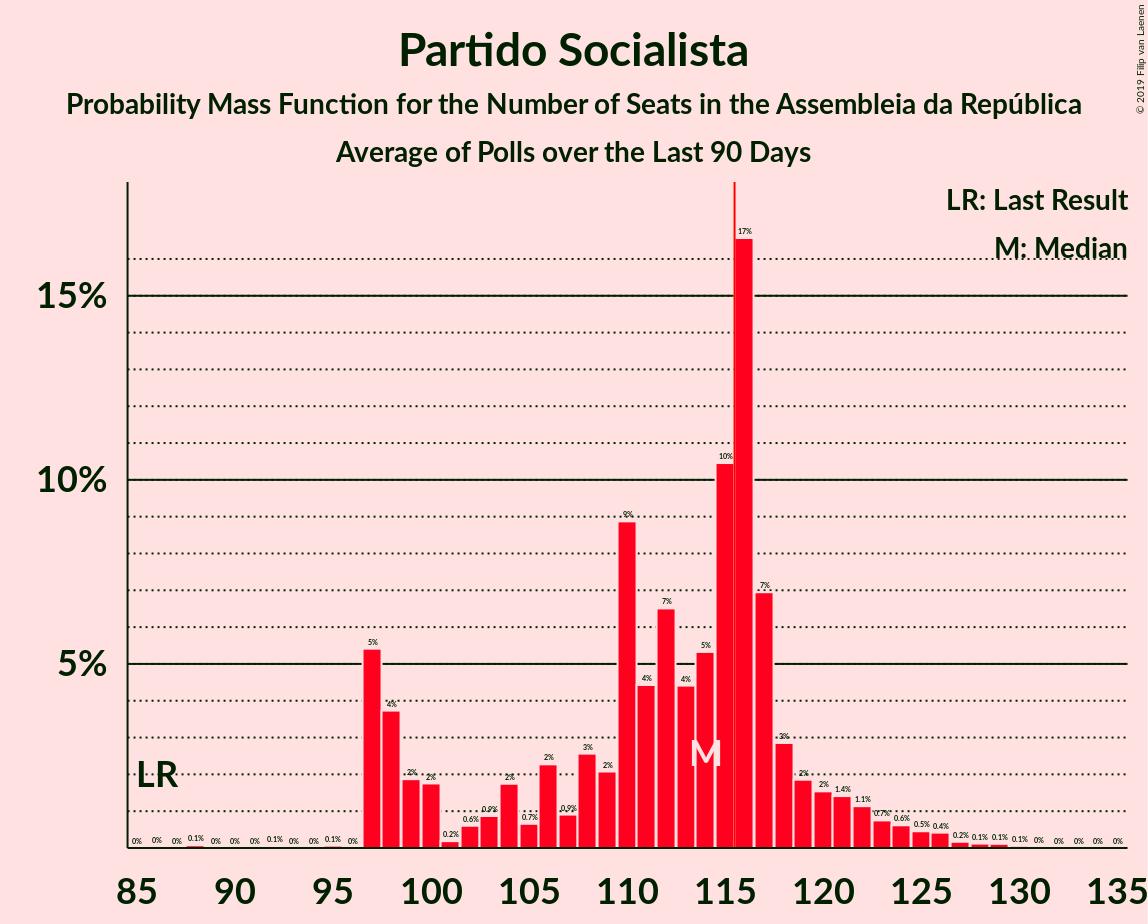 Partido Socialista
Probability Mass Function for the Number of Seats in the Assembleia da República
Average of Polls over the Last 90 Days
© 2019 Filip van Laenen
LR: Last Result
M: Median
15%
10%
5%
LR
M
0% 0% 0% 0.1% 0% 0% 0% 0.1% 0% 0% 0.1% 0% 5% 4% 2% 2% 0.2% 0.6% 0.9% 2% 0.7% 2% 0.9% 3% 2% 9% 4% 7% 4% 5% 10% 17% 7% 3% 2% 2% 1.4% 1.1% 0.7% 0.6% 0.5% 0.4% 0.2% 0.1% 0.1% 0.1% 0% 0% 0% 0% 0%
85 90 95 100 105 110 115 120 125 130 135